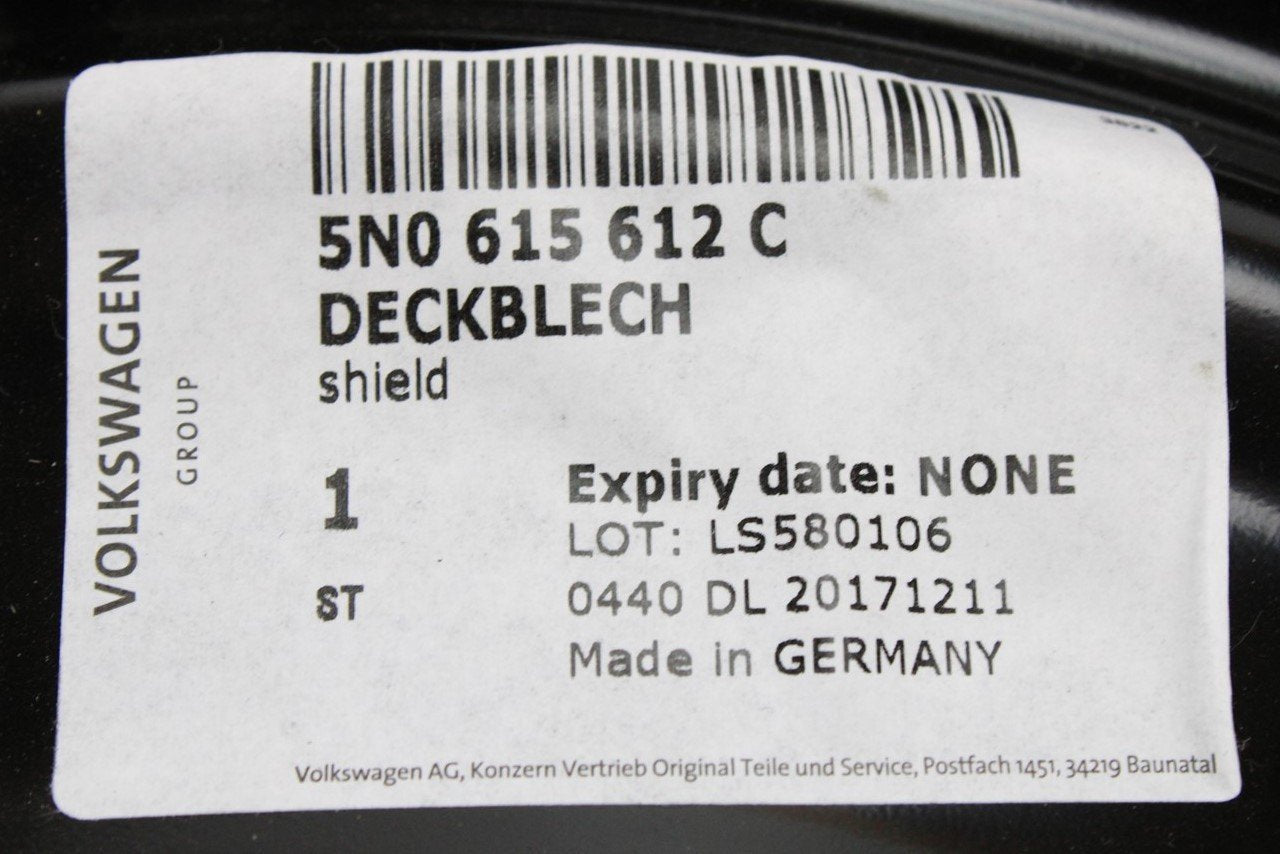 5N0 615 612 C
DECKBLECH
shield
1
ST
Expiry date: NONE
LOT: LS580106
0440 DL 20171211
Made in GERMANY
VOLKSWAGEN
GROUP
Volkswagen AG, Konzern Vertrieb Original Teile und Service, Postfach 1451, 34219 Baunatal